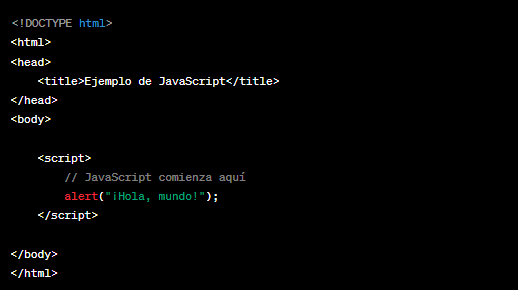 <!DOCTYPE html>
<html>
<head>
    <title>Ejemplo de JavaScript</title>
</head>
<body>

    <script>
        // JavaScript comienza aquí
        alert("¡Hola, mundo!");
    </script>

</body>
</html>